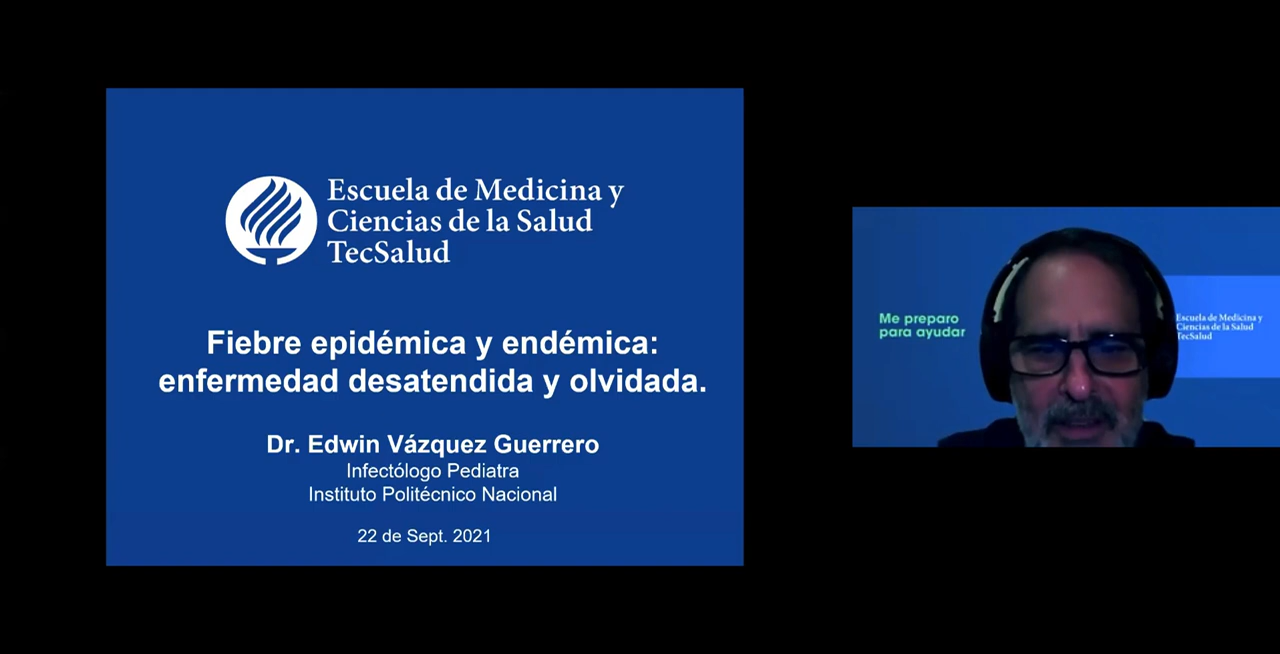 Escuela de Medicina y
Ciencias de la Salud
TecSalud
Fiebre epidémica y endémica:
enfermedad desatendida y olvidada.
Dr. Edwin Vázquez Guerrero
Infectólogo Pediatra
Instituto Politécnico Nacional
22 de Sept. 2021
Me preparo
para ayudar
Escuela de Medicina y
Ciencias de la Salud
TecSalud